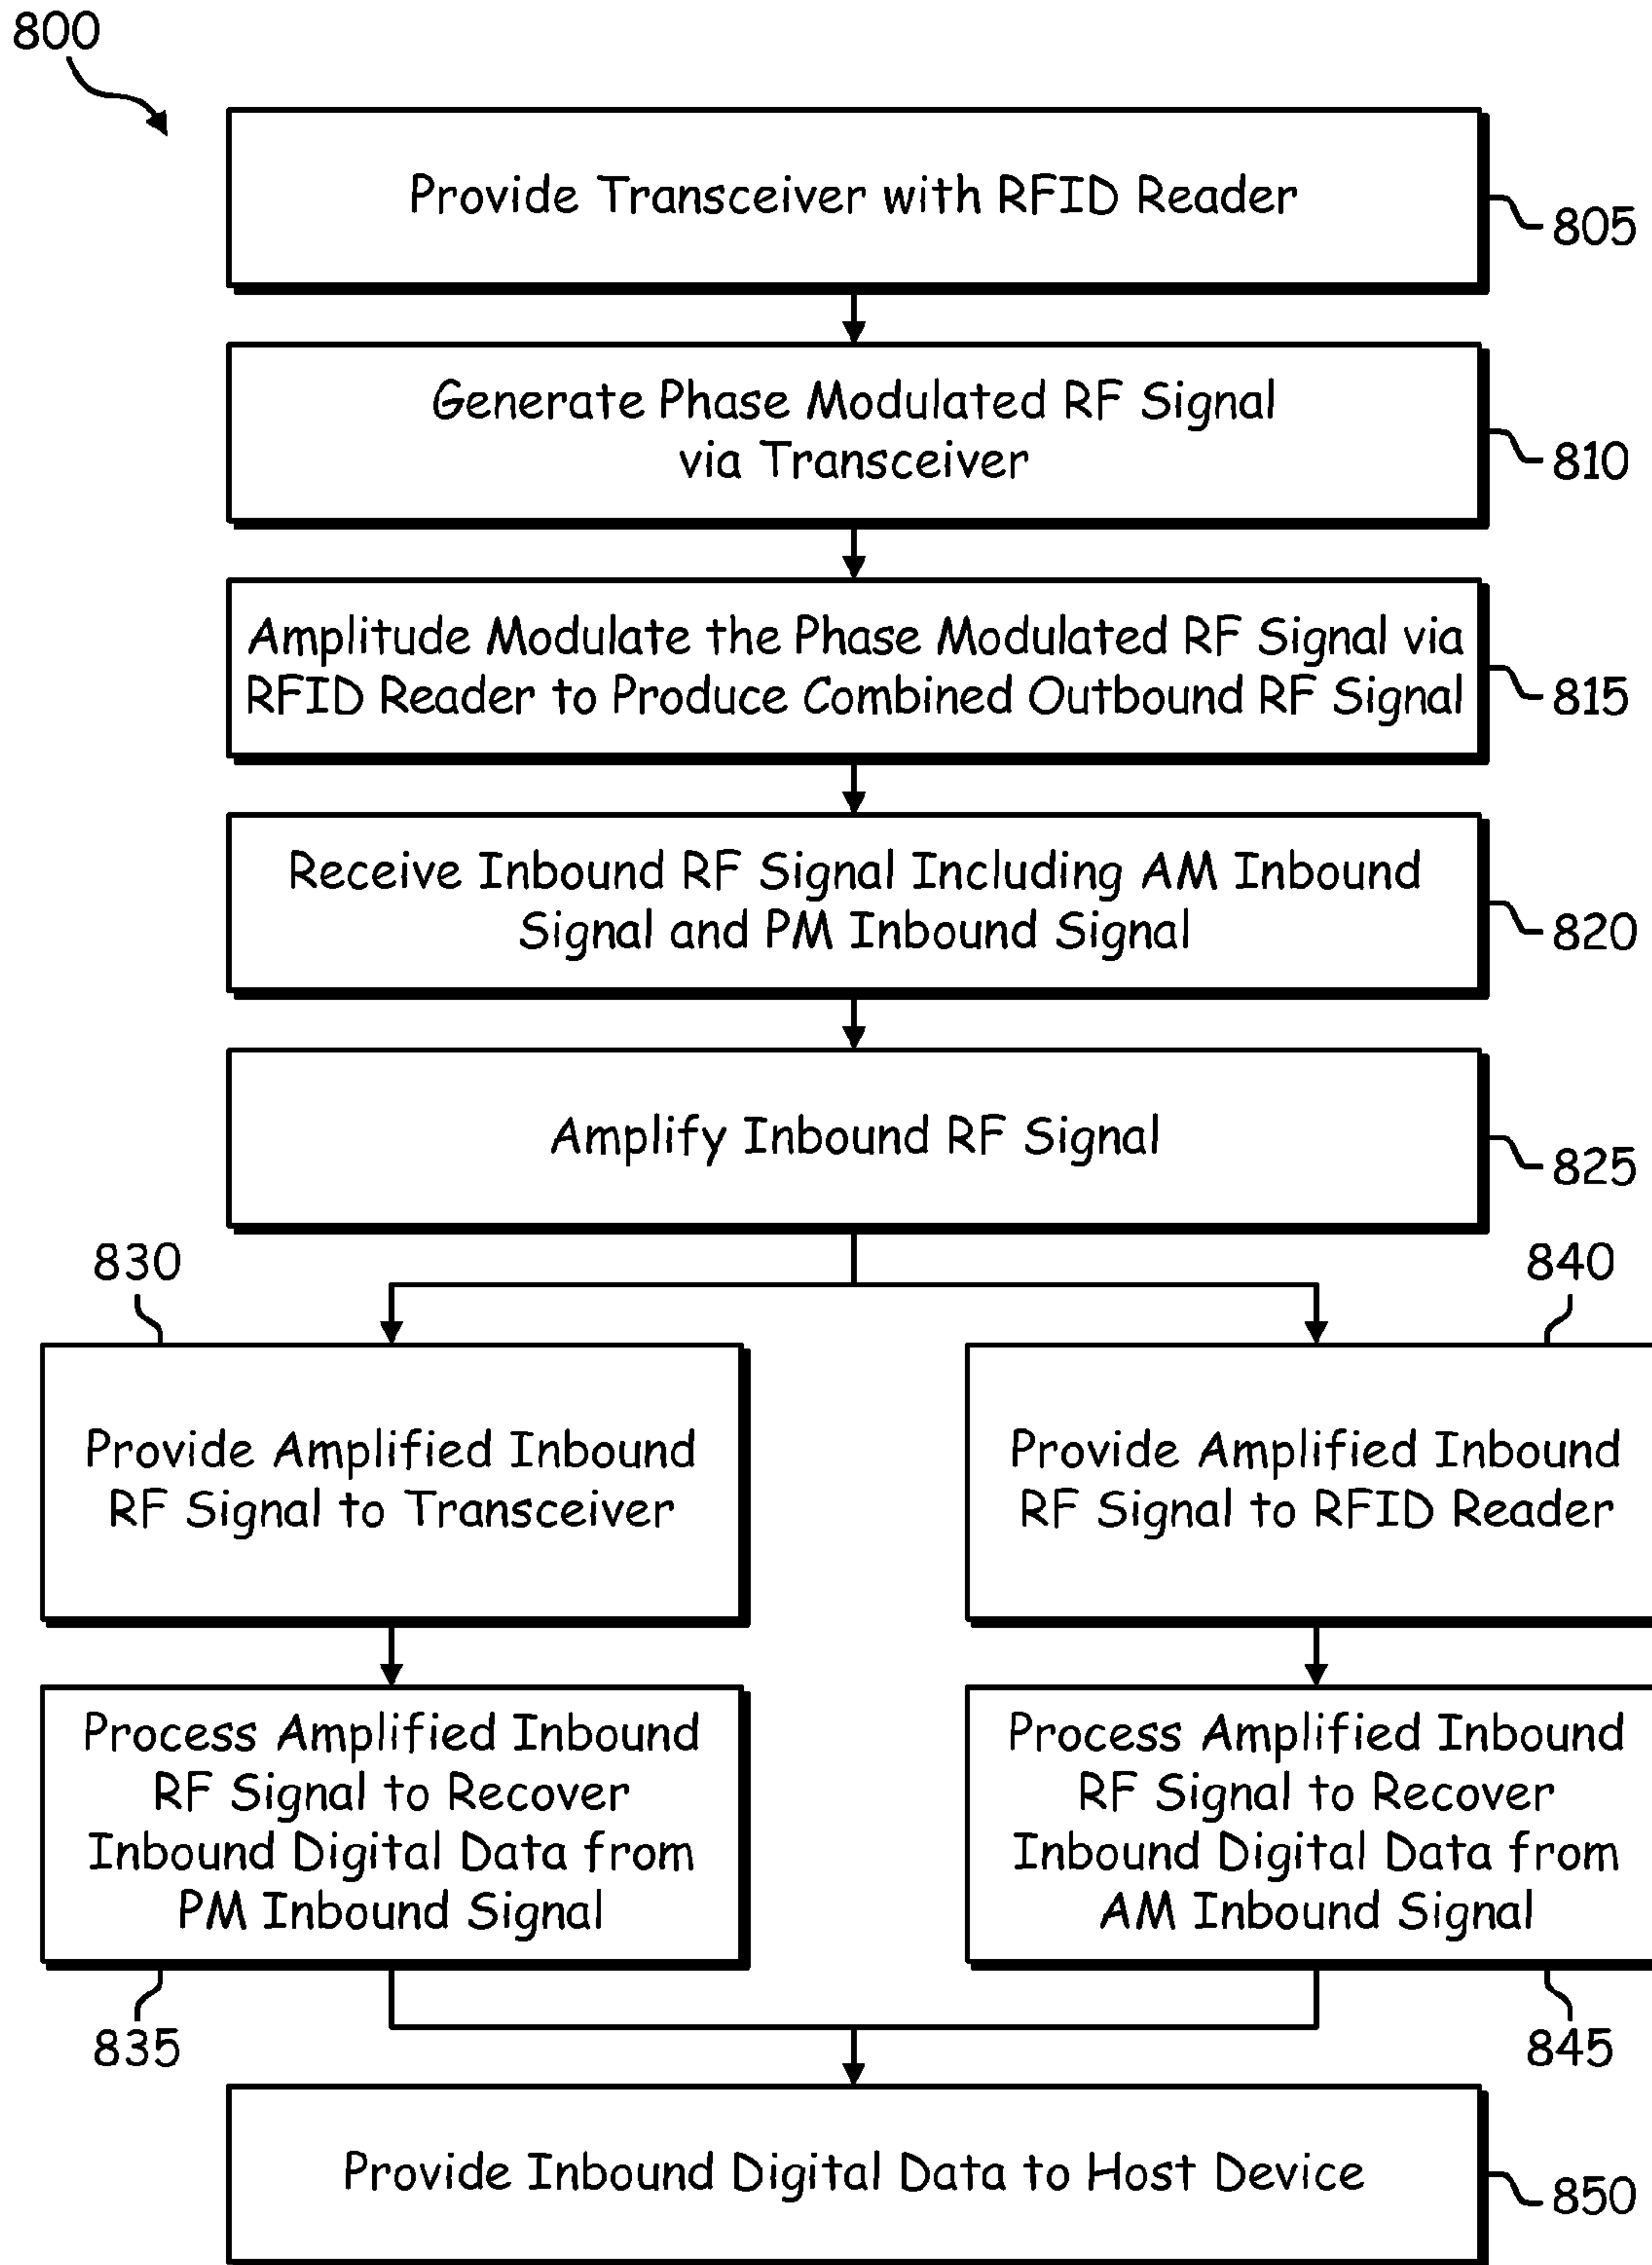 800
Provide Transceiver with RFID Reader
805
Generate Phase Modulated RF Signal
via Transceiver
810
Amplitude Modulate the Phase Modulated RF Signal via
RFID Reader to Produce Combined Outbound RF Signal
815
Receive Inbound RF Signal Including AM Inbound
Signal and PM Inbound Signal
820
Amplify Inbound RF Signal
825
830
Provide Amplified Inbound
RF Signal to Transceiver
840
Provide Amplified Inbound
RF Signal to RFID Reader
Process Amplified Inbound
RF Signal to Recover
Inbound Digital Data from
PM Inbound Signal
835
Process Amplified Inbound
RF Signal to Recover
Inbound Digital Data from
AM Inbound Signal
845
Provide Inbound Digital Data to Host Device
850